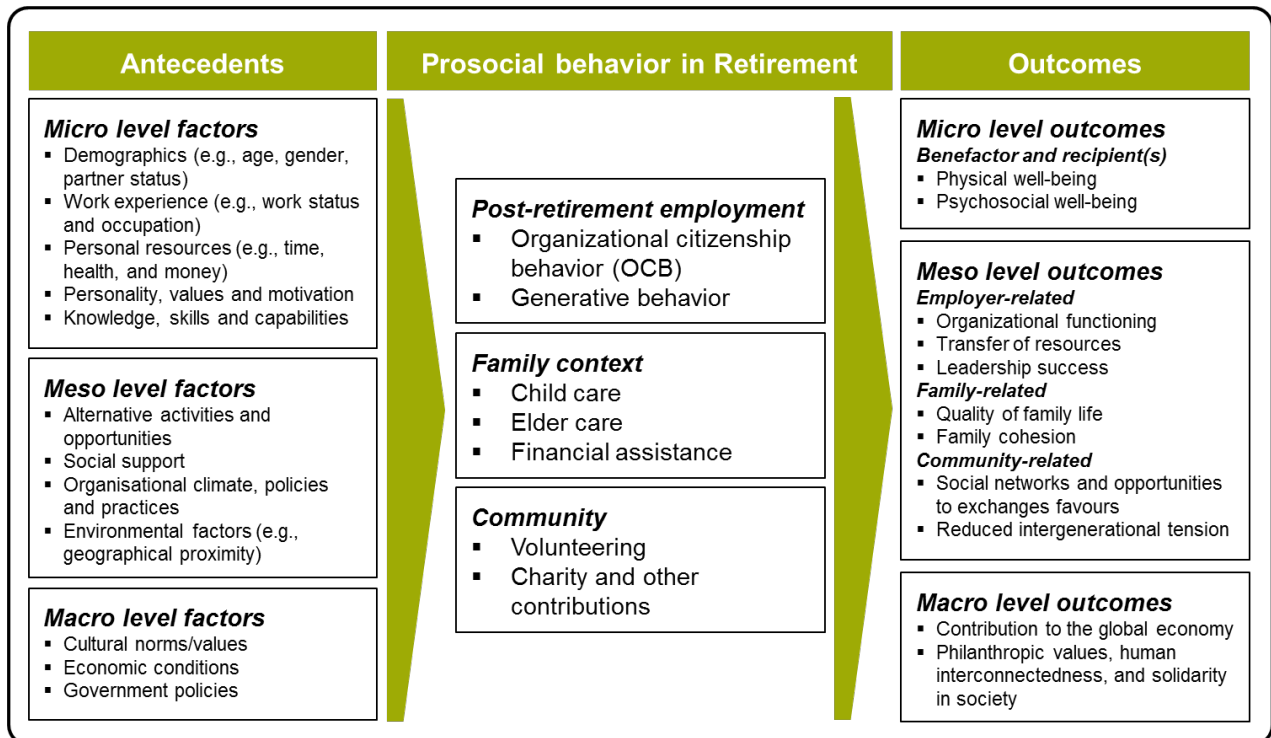 Antecedents
Micro level factors
▪ Demographics (e.g., age, gender,
partner status)
▪ Work experience (e.g., work status
and occupation)
▪ Personal resources (e.g., time,
health, and money)
▪ Personality, values and motivation
▪ Knowledge, skills and capabilities
Meso level factors
▪ Alternative activities and
opportunities
▪ Social support
▪ Organisational climate, policies
and practices
▪ Environmental factors (e.g.,
geographical proximity)
Macro level factors
▪ Cultural norms/values
▪ Economic conditions
▪ Government policies
Prosocial behavior in Retirement
Post-retirement employment
▪ Organizational citizenship
behavior (OCB)
▪ Generative behavior
Family context
▪ Child care
▪ Elder care
▪ Financial assistance
Community
▪ Volunteering
▪ Charity and other
contributions
Outcomes
Micro level outcomes
Benefactor and recipient(s)
▪ Physical well-being
▪ Psychosocial well-being
Meso level outcomes
Employer-related
▪ Organizational functioning
▪ Transfer of resources
▪ Leadership success
Family-related
▪ Quality of family life
▪ Family cohesion
Community-related
▪ Social networks and opportunities
to exchanges favours
▪ Reduced intergenerational tension
Macro level outcomes
▪ Contribution to the global economy
▪ Philanthropic values, human
interconnectedness, and solidarity
in society